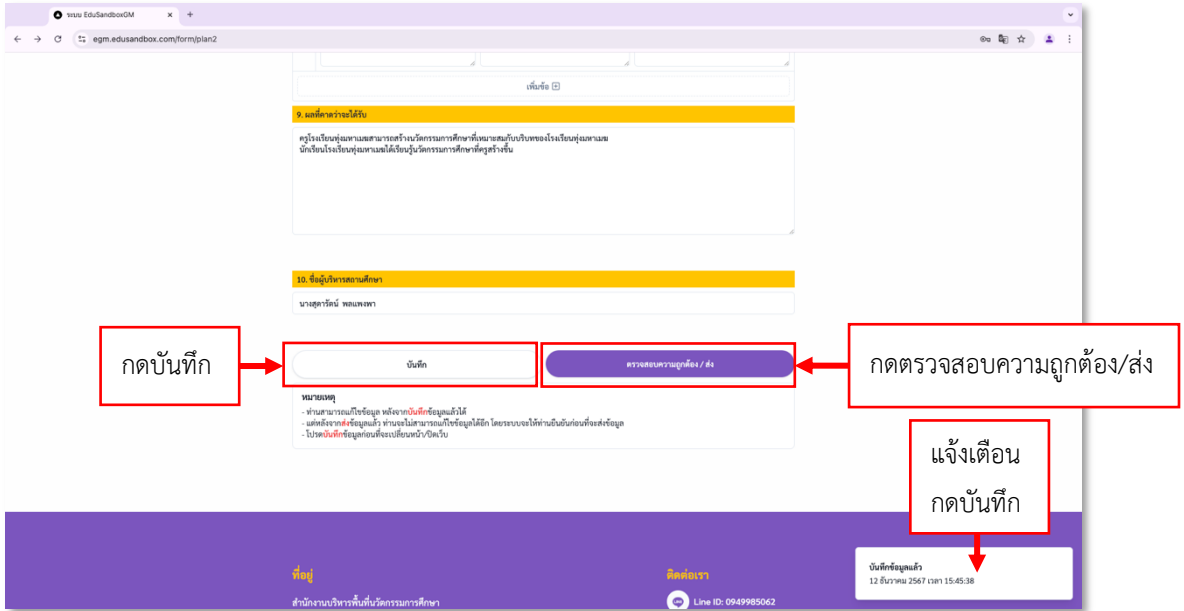 ระบบ EduSandboxGM
egm.edusandbox.com/form/plan2
เพิ่มข้อ
9. ผลที่คาดว่าจะได้รับ
ครูโรงเรียนทุ่งมหาเมฆสามารถสร้างนวัตกรรมการศึกษาที่เหมาะสมกับบริบทของโรงเรียนทุ่งมหาเมฆ
นักเรียนโรงเรียนทุ่งมหาเมฆได้เรียนรู้นวัตกรรมการศึกษาที่ครูสร้างขึ้น
10. ชื่อผู้บริหารสถานศึกษา
นางสุดารัตน์ พลแพงพา
กดบันทึก
บันทึก
ตรวจสอบความถูกต้อง / ส่ง
กดตรวจสอบความถูกต้อง/ส่ง
หมายเหตุ
- ท่านสามารถแก้ไขข้อมูล หลังจากบันทึกข้อมูลแล้วได้
- แต่หลังจากส่งข้อมูลแล้ว ท่านจะไม่สามารถแก้ไขข้อมูลได้อีก โดยระบบจะให้ท่านยืนยันก่อนที่จะส่งข้อมูล
- โปรดบันทึกข้อมูลก่อนที่จะเปลี่ยนหน้า/ปิดเว็บ
แจ้งเตือน
กดบันทึก
ที่อยู่
ติดต่อเรา
บันทึกข้อมูลแล้ว
12 ธันวาคม 2567 เวลา 15:45:38
สำนักงานบริหารพื้นที่นวัตกรรมการศึกษา
Line ID: 0949985062